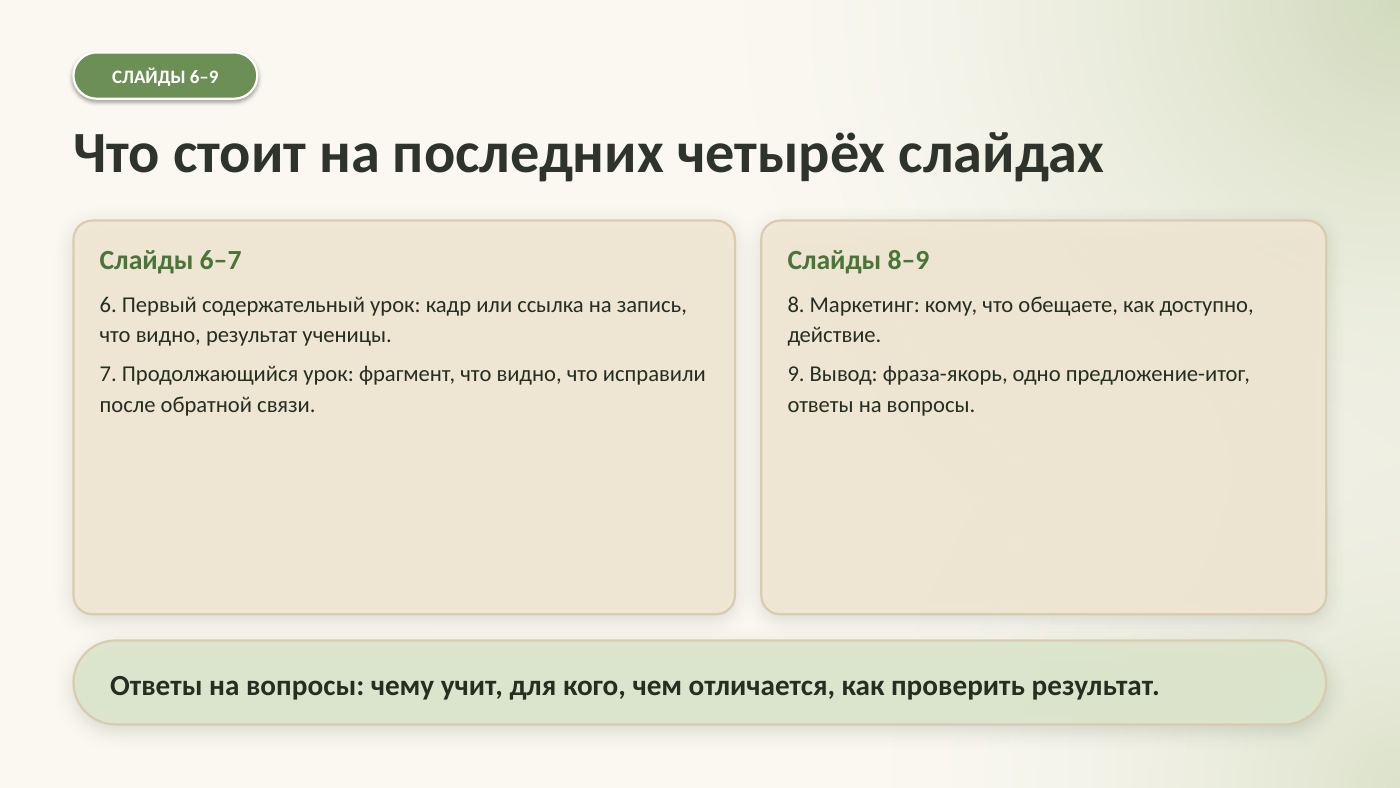 СЛАЙДЫ 6–9
Что стоит на последних четырёх слайдах
Слайды 6–7
6. Первый содержательный урок: кадр или ссылка на запись,
что видно, результат ученицы.
7. Продолжающийся урок: фрагмент, что видно, что исправили
после обратной связи.
Слайды 8–9
8. Маркетинг: кому, что обещаете, как доступно,
действие.
9. Вывод: фраза-якорь, одно предложение-итог,
ответы на вопросы.
Ответы на вопросы: чему учит, для кого, чем отличается, как проверить результат.